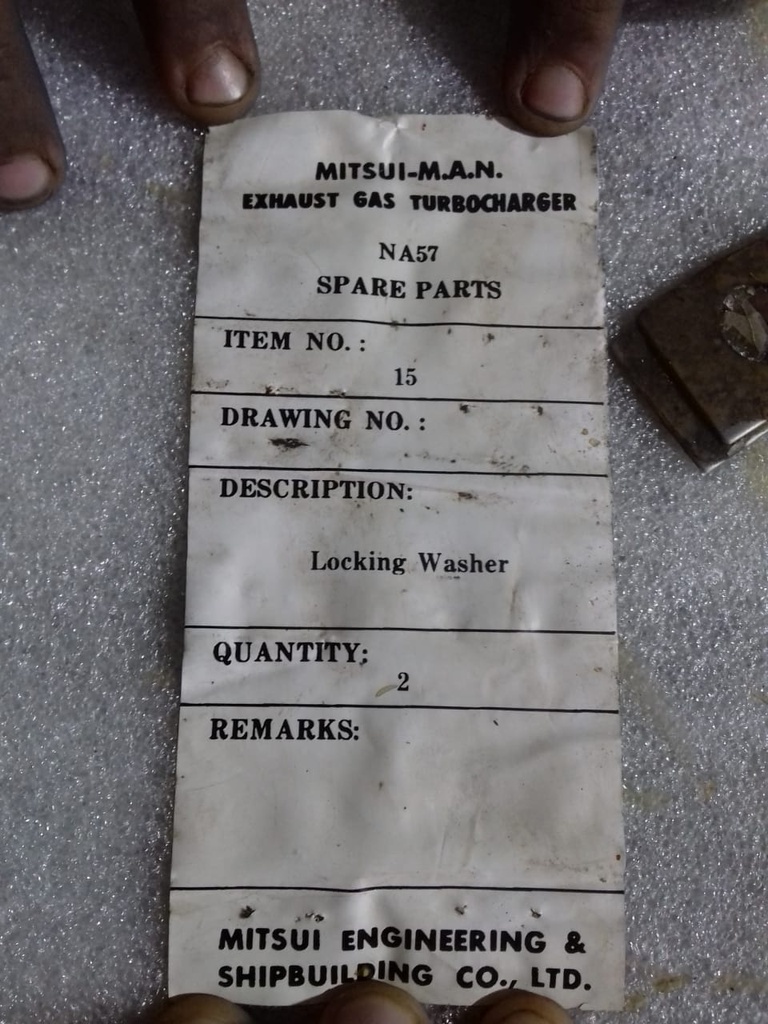 MITSUI-M.A.N.
EXHAUST GAS TURBOCHARGER
NA57
SPARE PARTS
ITEM NO. :
15
DRAWING NO. :
DESCRIPTION:
Locking Washer
QUANTITY:
2
REMARKS:
MITSUI ENGINEERING &
SHIPBUILDING CO., LTD.